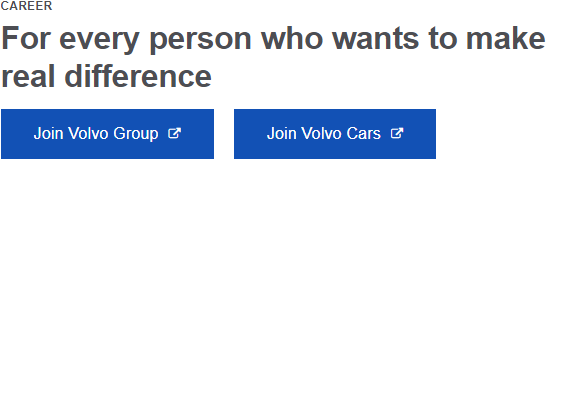 CAREER
For every person who wants to make
real difference
Join Volvo Group
Join Volvo Cars